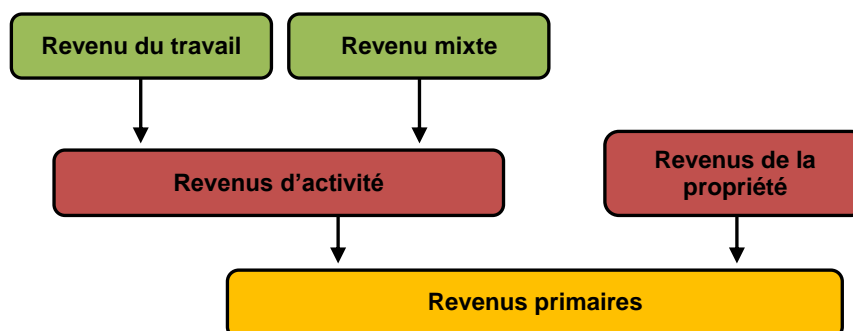 Revenu du travail
Revenu mixte
Revenus d'activité
Revenus de la
propriété
Revenus primaires